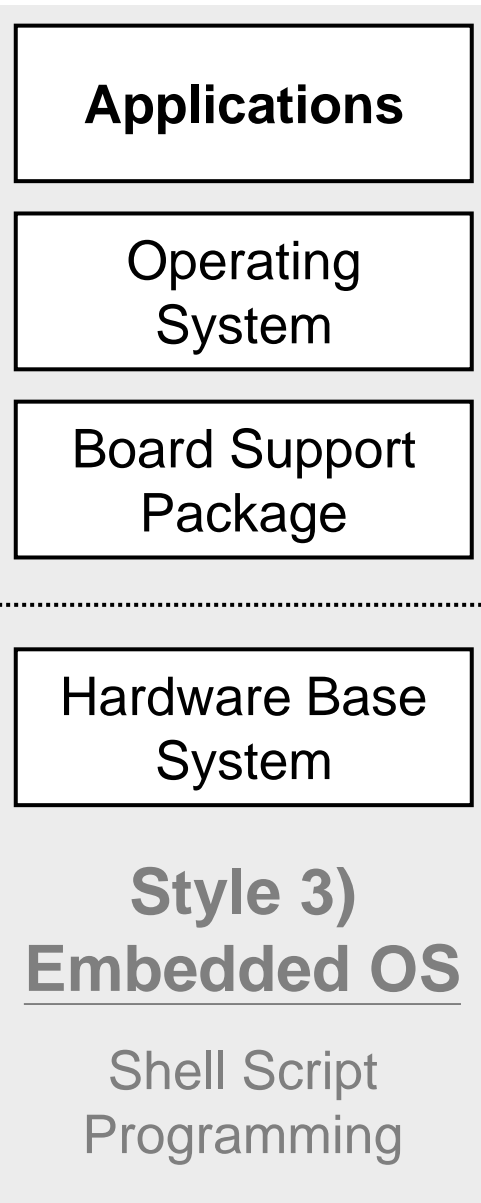 Applications
Operating
System
Board Support
Package
Hardware Base
System
Style 3)
Embedded OS
Shell Script
Programming